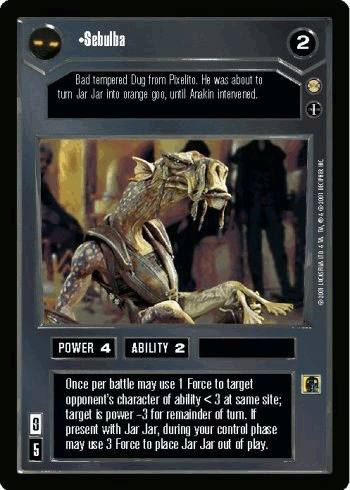 •Sebulba
2
Bad tempered Dug from Pixelito. He was about to
turn Jar Jar into orange goo, until Anakin intervened.
POWER 4
ABILITY 2
Once per battle may use 1 Force to target
opponent's character of ability < 3 at same site;
target is power –3 for remainder of turn. If
present with Jar Jar, during your control phase
may use 3 Force to place Jar Jar out of play.
3
5